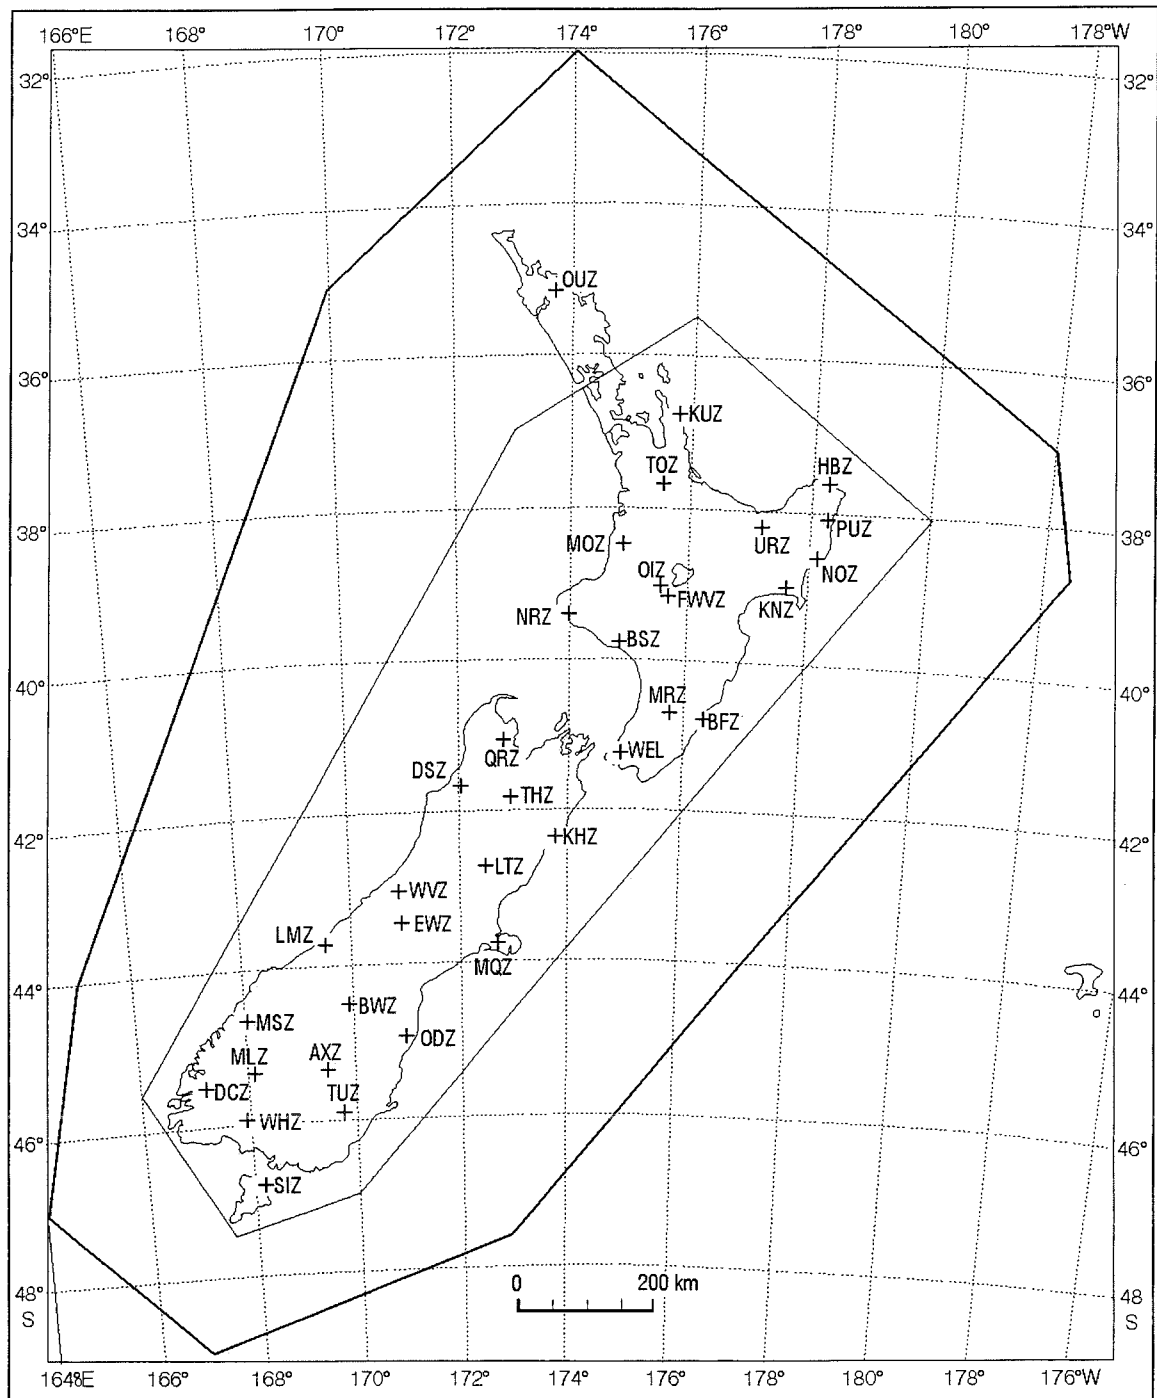 166°E 168° 170° 172° 174° 176° 178° 180° 178°W
32° 32°
34° 34°
OUZ
36° 36°
KUZ
TOZ HBZ
38° MOZ URZ PUZ 38°
OIZ NOZ
FWVZ KNZ
NRZ
BSZ
40° MRZ BFZ 40°
QRZ WEL
DSZ
THZ
42° KHZ 42°
LTZ
WVZ
LMZ EWZ
MQZ
44° BWZ 44°
MSZ ODZ
MLZ AXZ
DCZ TUZ
46° WHZ 46°
SIZ
0 200 km
48° 48
S S
164°E 166° 168° 170° 172° 174° 176° 178° 178° 176°W